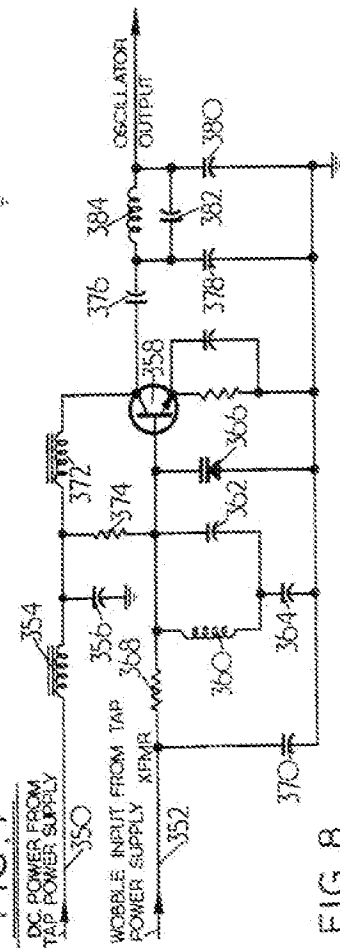 DC. POWER FROM
TAP POWER SUPPLY
350
354
356
372
374
WOBBLE INPUT FROM TAP
POWER SUPPLY XFMR
352
368
370
360
364
362
366
358
376
384
382
378
380
OSCILLATOR
OUTPUT
FIG. 8